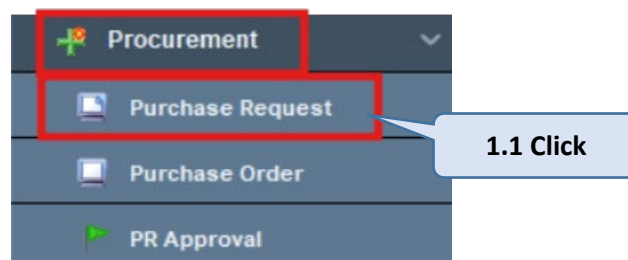 Procurement
Purchase Request
1.1 Click
Purchase Order
PR Approval